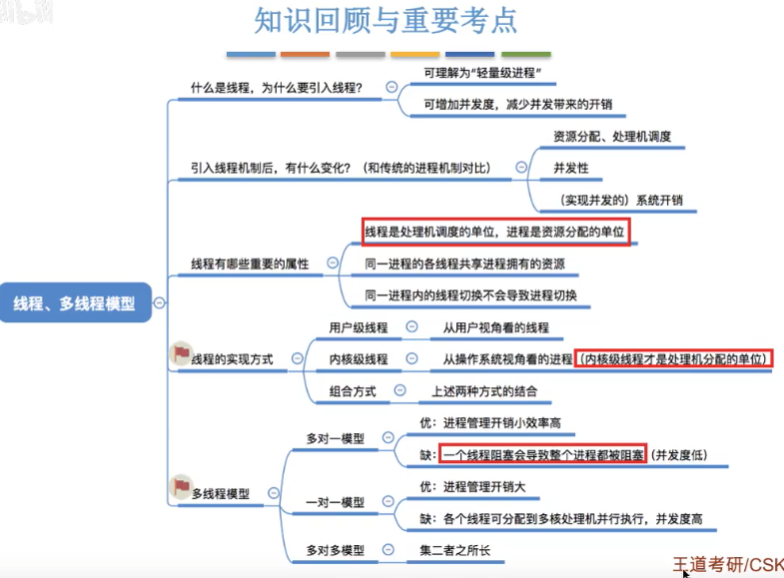 知识回顾与重要考点
什么是线程，为什么要引入线程？
可理解为“轻量级进程”
可增加并发度，减少并发带来的开销
引入线程机制后，有什么变化？（和传统的进程机制对比）
资源分配、处理机调度
并发性
（实现并发的）系统开销
线程、多线程模型
线程有哪些重要的属性
线程是处理机调度的单位，进程是资源分配的单位
同一进程的各线程共享进程拥有的资源
同一进程内的线程切换不会导致进程切换
线程的实现方式
用户级线程
从用户视角看的线程
内核级线程
从操作系统视角看的进程（内核级线程才是处理机分配的单位）
组合方式
上述两种方式的结合
多线程模型
多对一模型
优：进程管理开销小效率高
缺：一个线程阻塞会导致整个进程都被阻塞（并发度低）
一对一模型
优：进程管理开销大
缺：各个线程可分配到多核处理机并行执行，并发度高
多对多模型
集二者之所长
王道考研/CSK